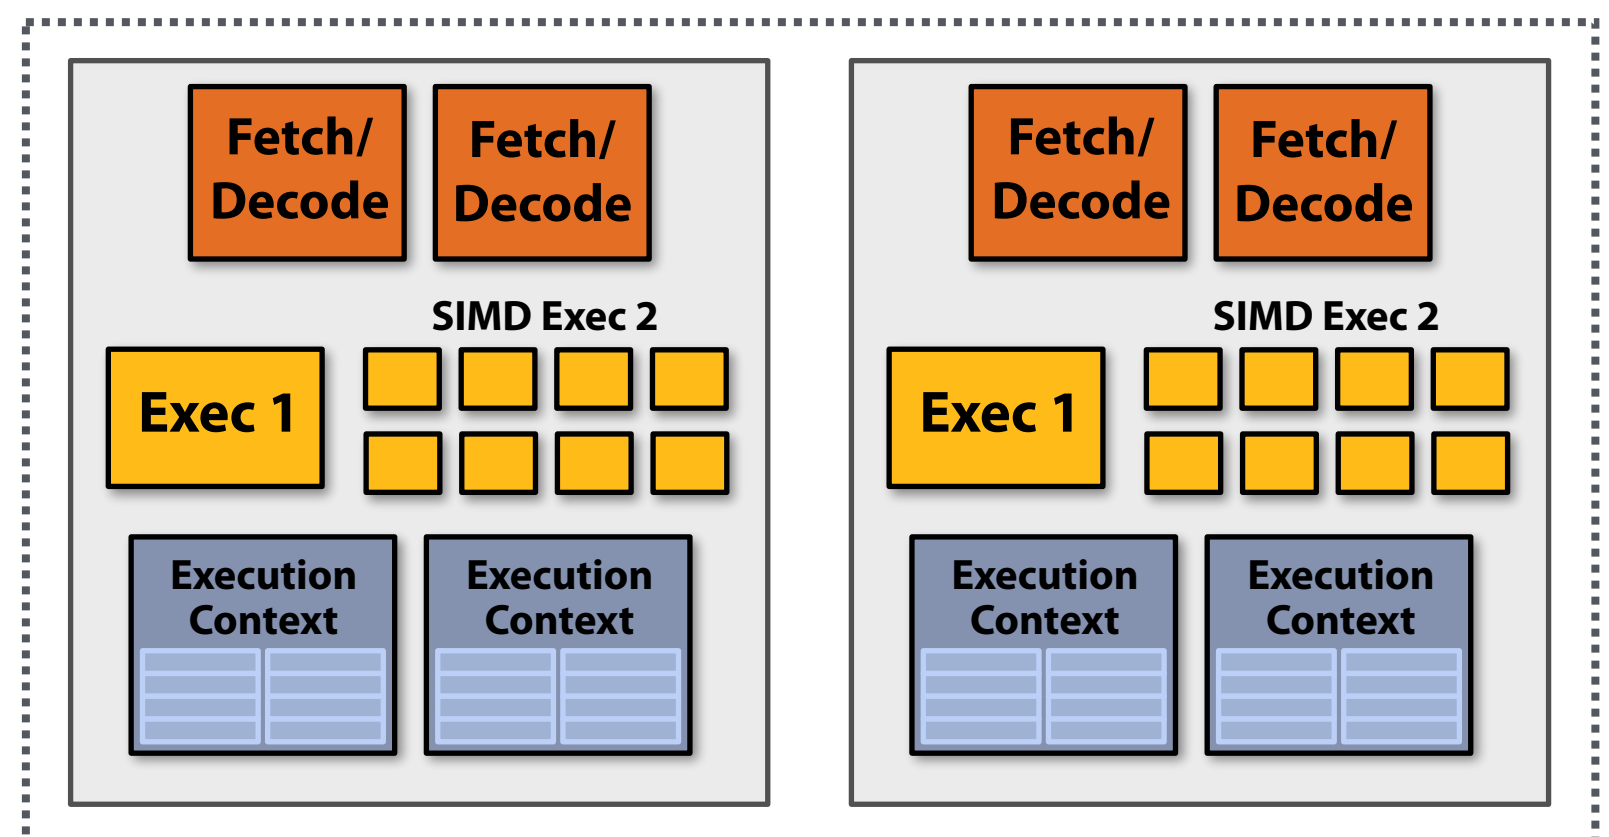 Fetch/
Decode
Fetch/
Decode
SIMD Exec 2
Exec 1
Execution
Context
Execution
Context
Fetch/
Decode
Fetch/
Decode
SIMD Exec 2
Exec 1
Execution
Context
Execution
Context